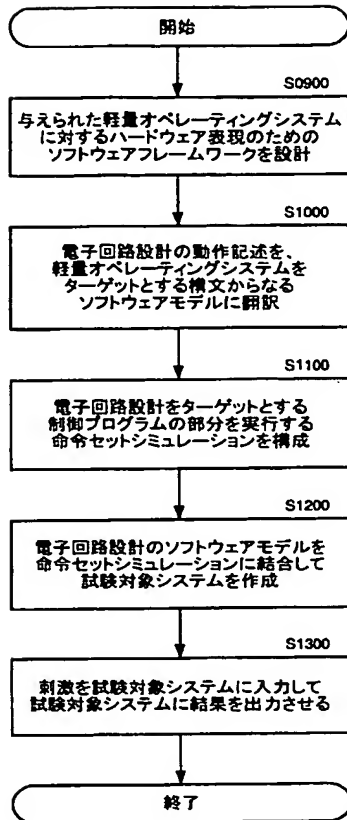 開始
S0900
与えられた軽量オペレーティングシステム
に対するハードウェア表現のための
ソフトウェアフレームワークを設計
S1000
電子回路設計の動作記述を、
軽量オペレーティングシステムを
ターゲットとする構文からなる
ソフトウェアモデルに翻訳
S1100
電子回路設計をターゲットとする
制御プログラムの部分を実行する
命令セットシミュレーションを構成
S1200
電子回路設計のソフトウェアモデルを
命令セットシミュレーションに結合して
試験対象システムを作成
S1300
刺激を試験対象システムに入力して
試験対象システムに結果を出力させる
終了